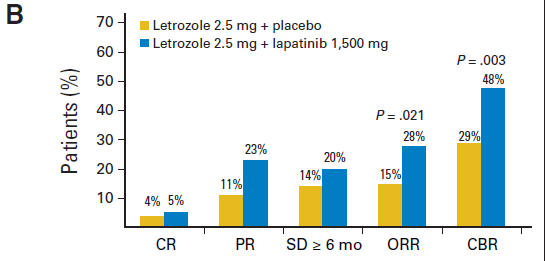 B
Patients (%)
70
60
50
40
30
20
10
Letrozole 2.5 mg + placebo
Letrozole 2.5 mg + lapatinib 1,500 mg
P = .003
48%
29%
P = .021
28%
15%
20%
14%
23%
11%
4% 5%
CR PR SD ≥ 6 mo ORR CBR